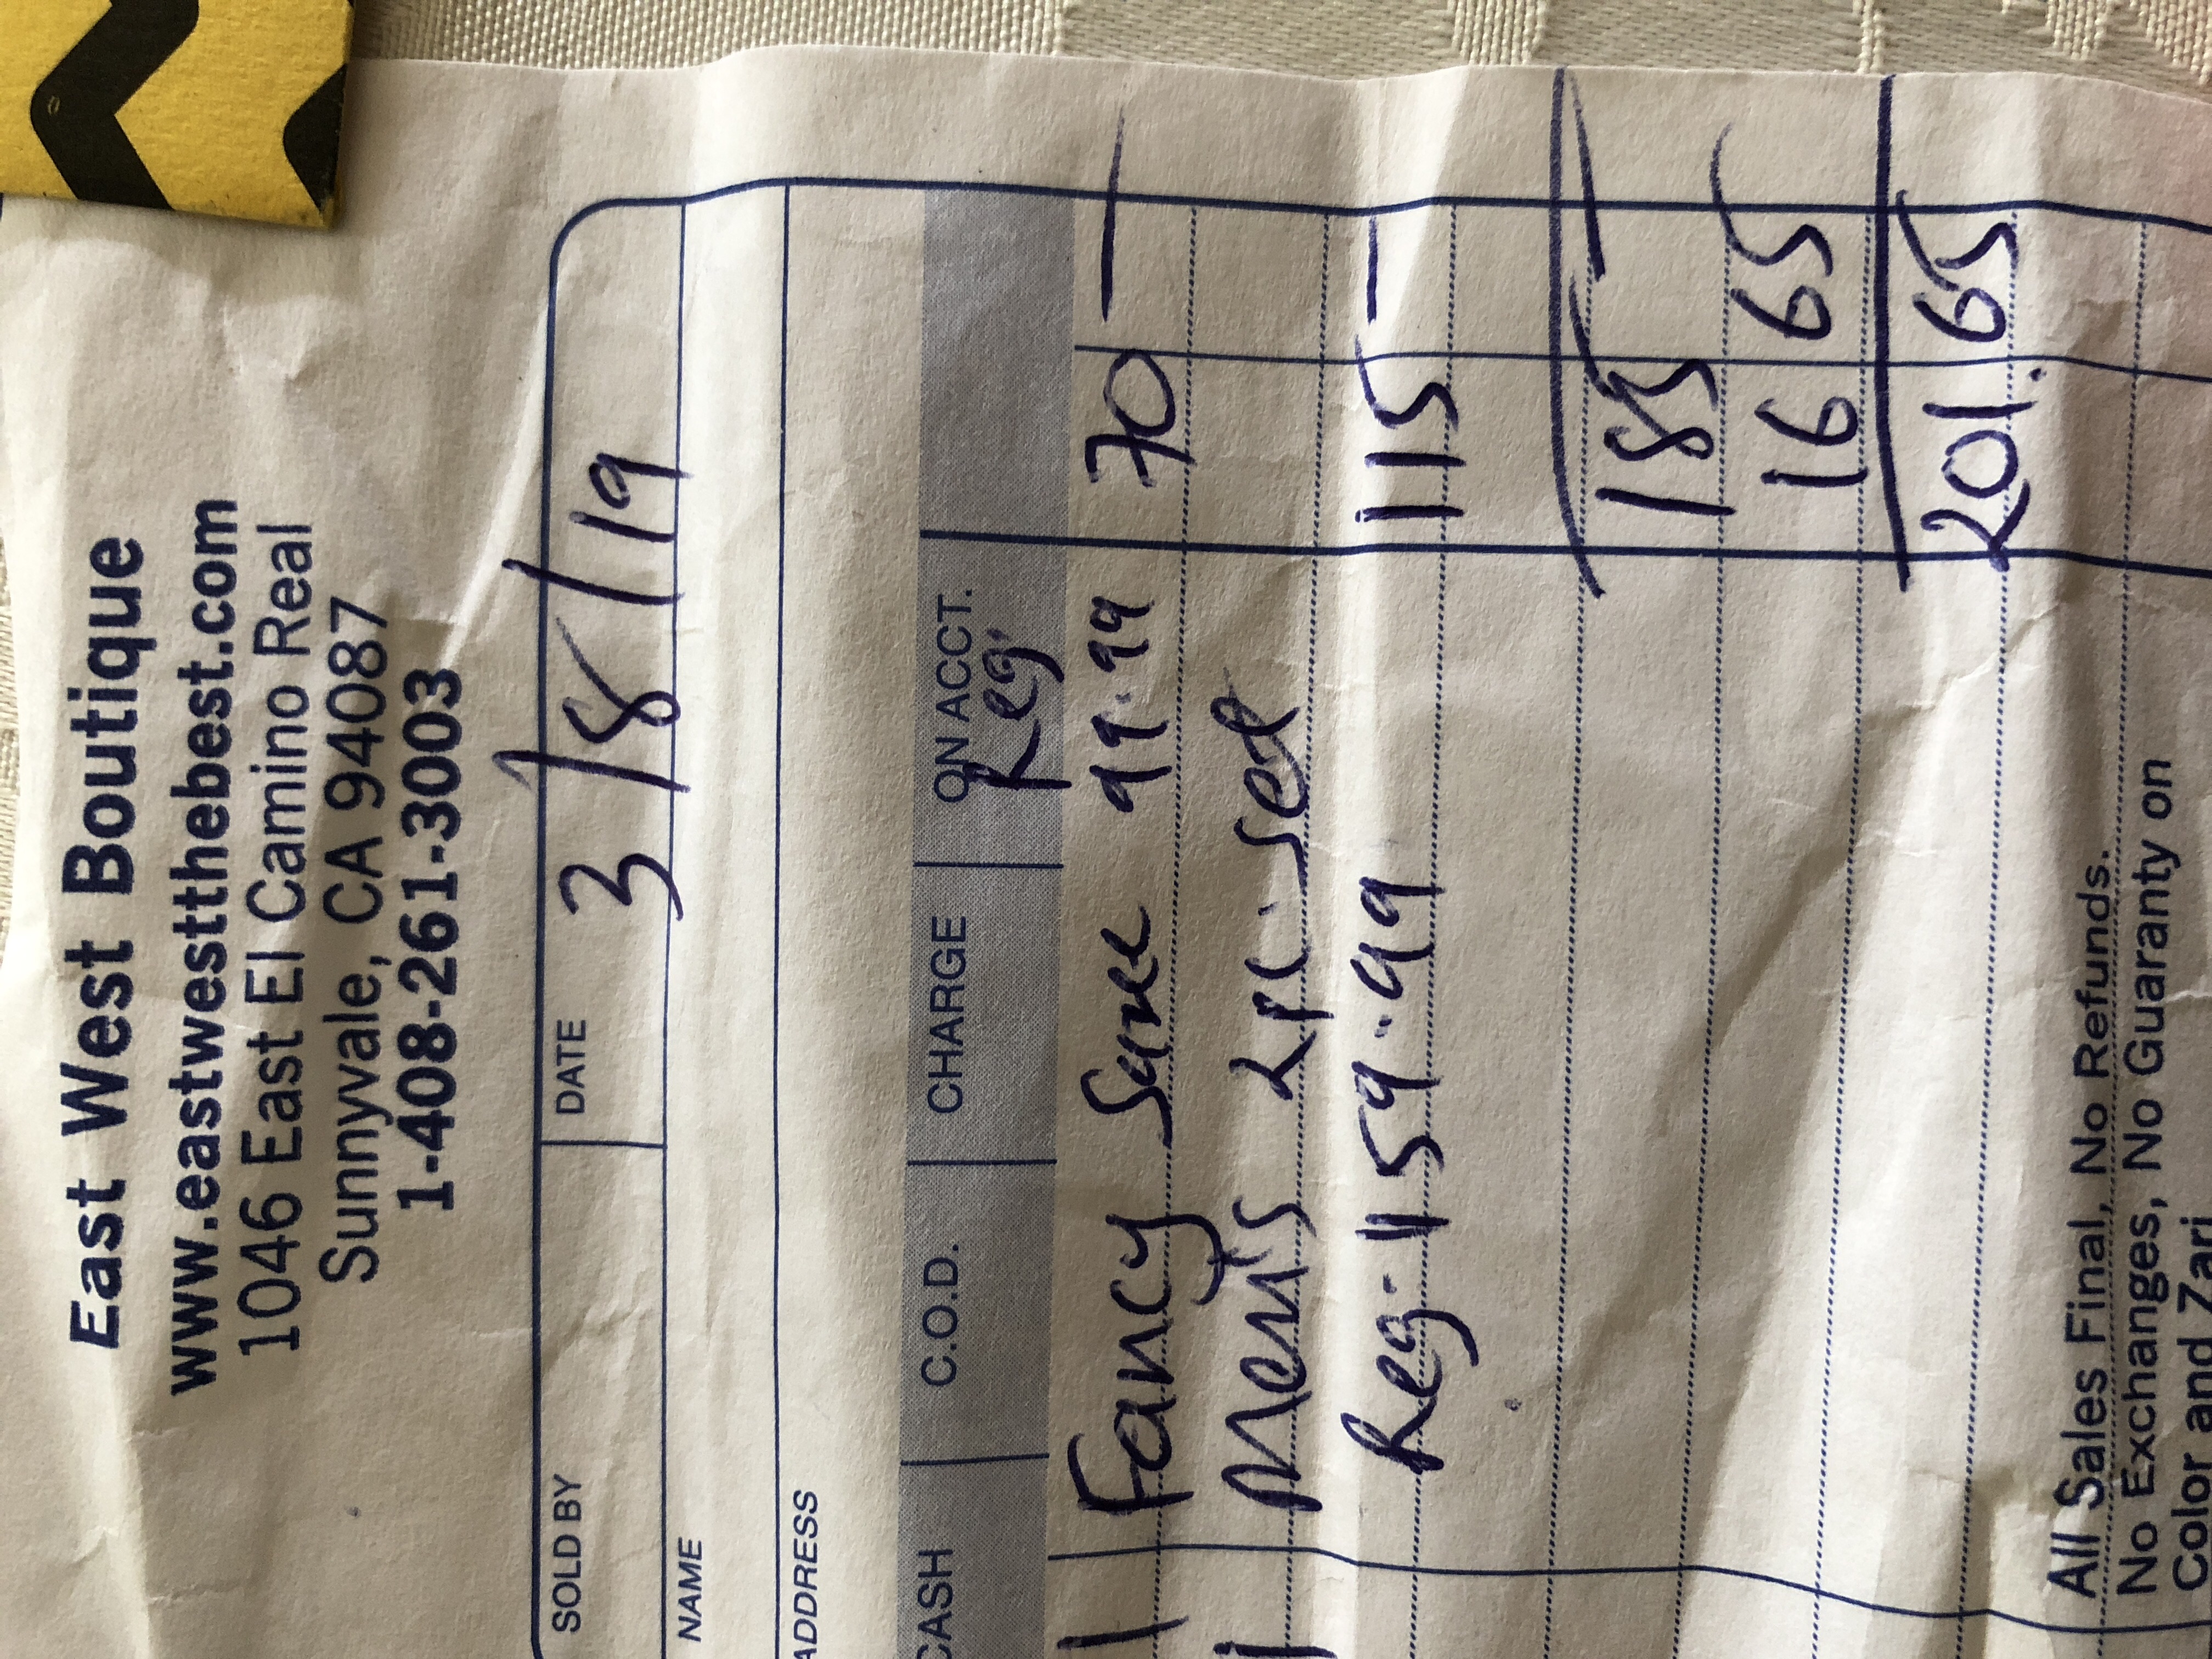 East West Boutique
www.eastwestthebest.com
1046 East El Camino Real
Sunnyvale, CA 94087
1-408-261-3003
SOLD BY DATE 3/8/19
NAME
ADDRESS
CASH C.O.D. CHARGE ON ACCT.
Reg.
1 Fancy Saree 99.99 70 —
1 Men's 2pc. set
Reg. 159.99 115 —
185 —
16 65
201. 65
All Sales Final, No Refunds.
No Exchanges, No Guaranty on
Color and Zari